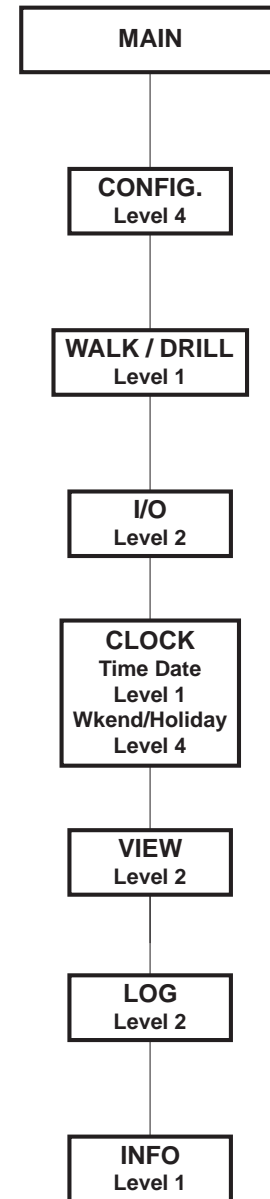 MAIN
CONFIG.
Level 4
WALK / DRILL
Level 1
I/O
Level 2
CLOCK
Time Date
Level 1
Wkend/Holiday
Level 4
VIEW
Level 2
LOG
Level 2
INFO
Level 1